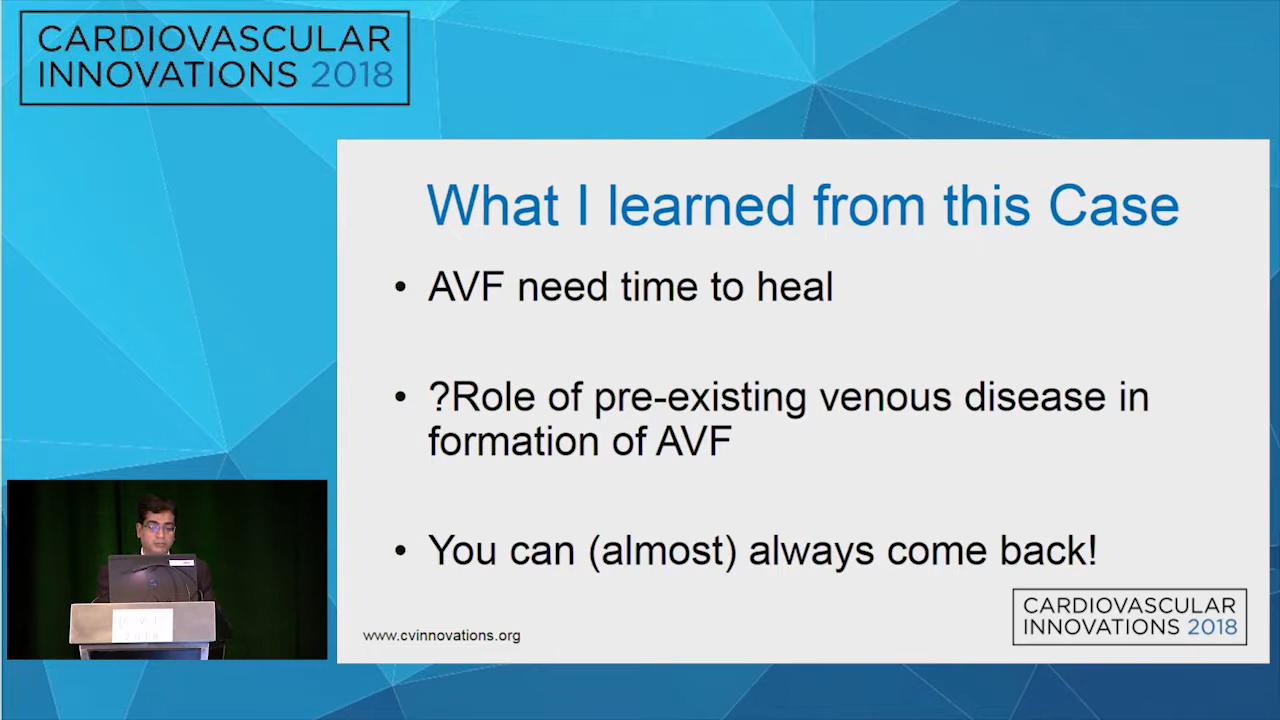 CARDIOVASCULAR
INNOVATIONS 2018
What I learned from this Case
• AVF need time to heal
• ?Role of pre-existing venous disease in
formation of AVF
• You can (almost) always come back!
www.cvinnovations.org
CARDIOVASCULAR
INNOVATIONS 2018